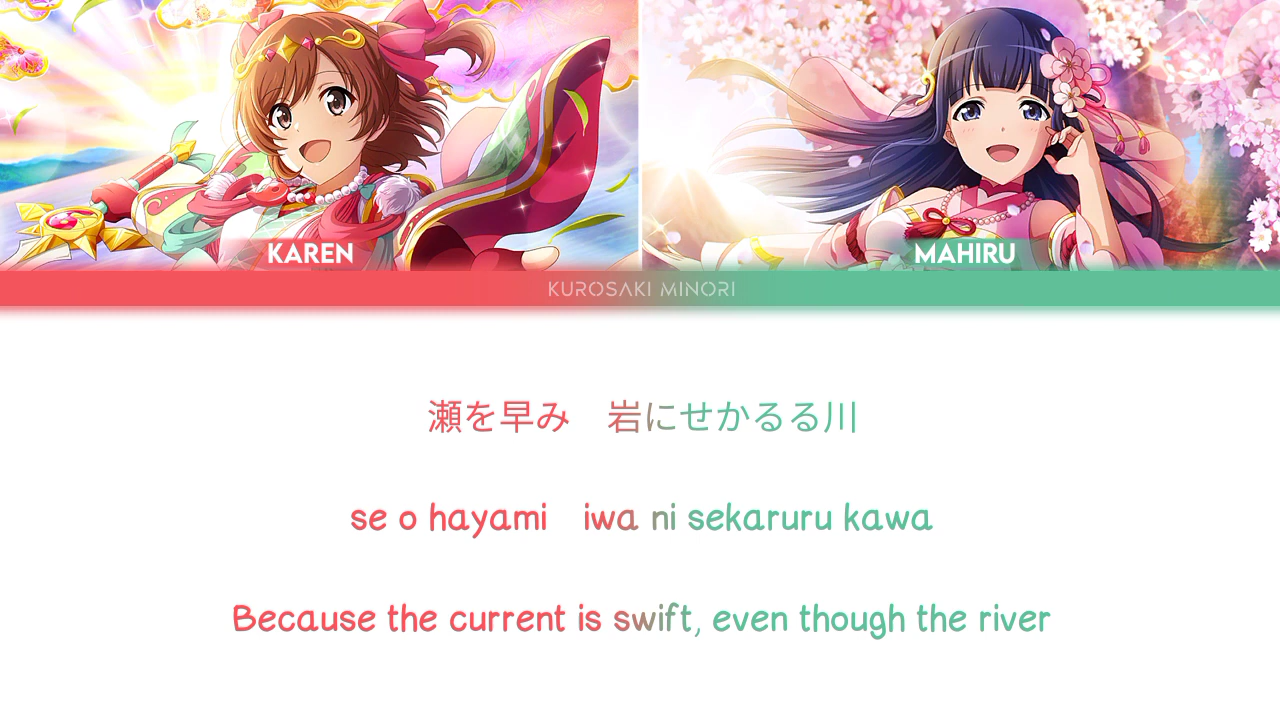 KAREN
MAHIRU
KUROSAKI MINORI
瀬を早み　岩にせかるる川
se o hayami　iwa ni sekaruru kawa
Because the current is swift, even though the river